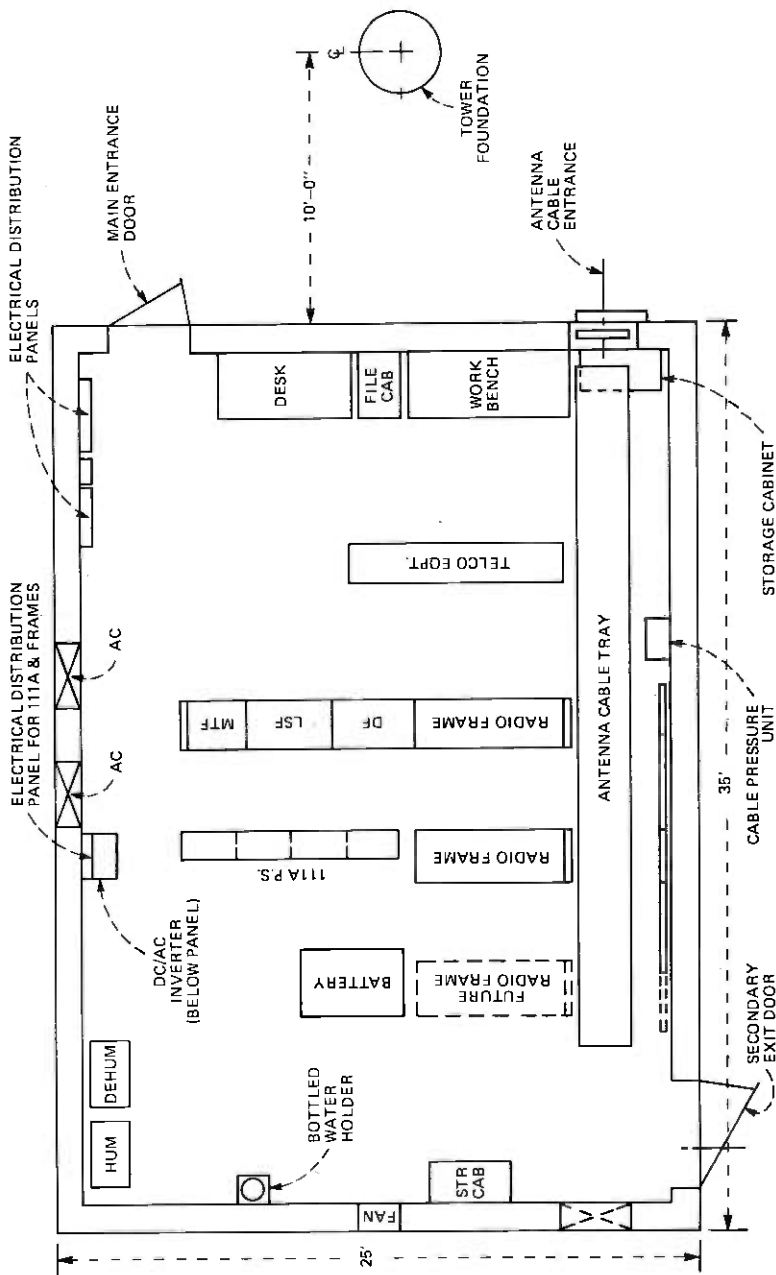 ELECTRICAL DISTRIBUTION
PANEL FOR 111A & FRAMES
AC
AC
ELECTRICAL DISTRIBUTION
PANELS
MAIN ENTRANCE
DOOR
HUM
DEHUM
DC/AC
INVERTER
(BELOW PANEL)
10'-0"
℄
TOWER
FOUNDATION
25'
BOTTLED
WATER
HOLDER
FAN
STR
CAB
BATTERY
FUTURE
RADIO FRAME
111A P.S.
RADIO FRAME
MTF
LSF
DF
RADIO FRAME
TELCO EQPT.
DESK
FILE
CAB
WORK
BENCH
ANTENNA CABLE TRAY
ANTENNA
CABLE
ENTRANCE
SECONDARY
EXIT DOOR
35'
CABLE PRESSURE
UNIT
STORAGE CABINET